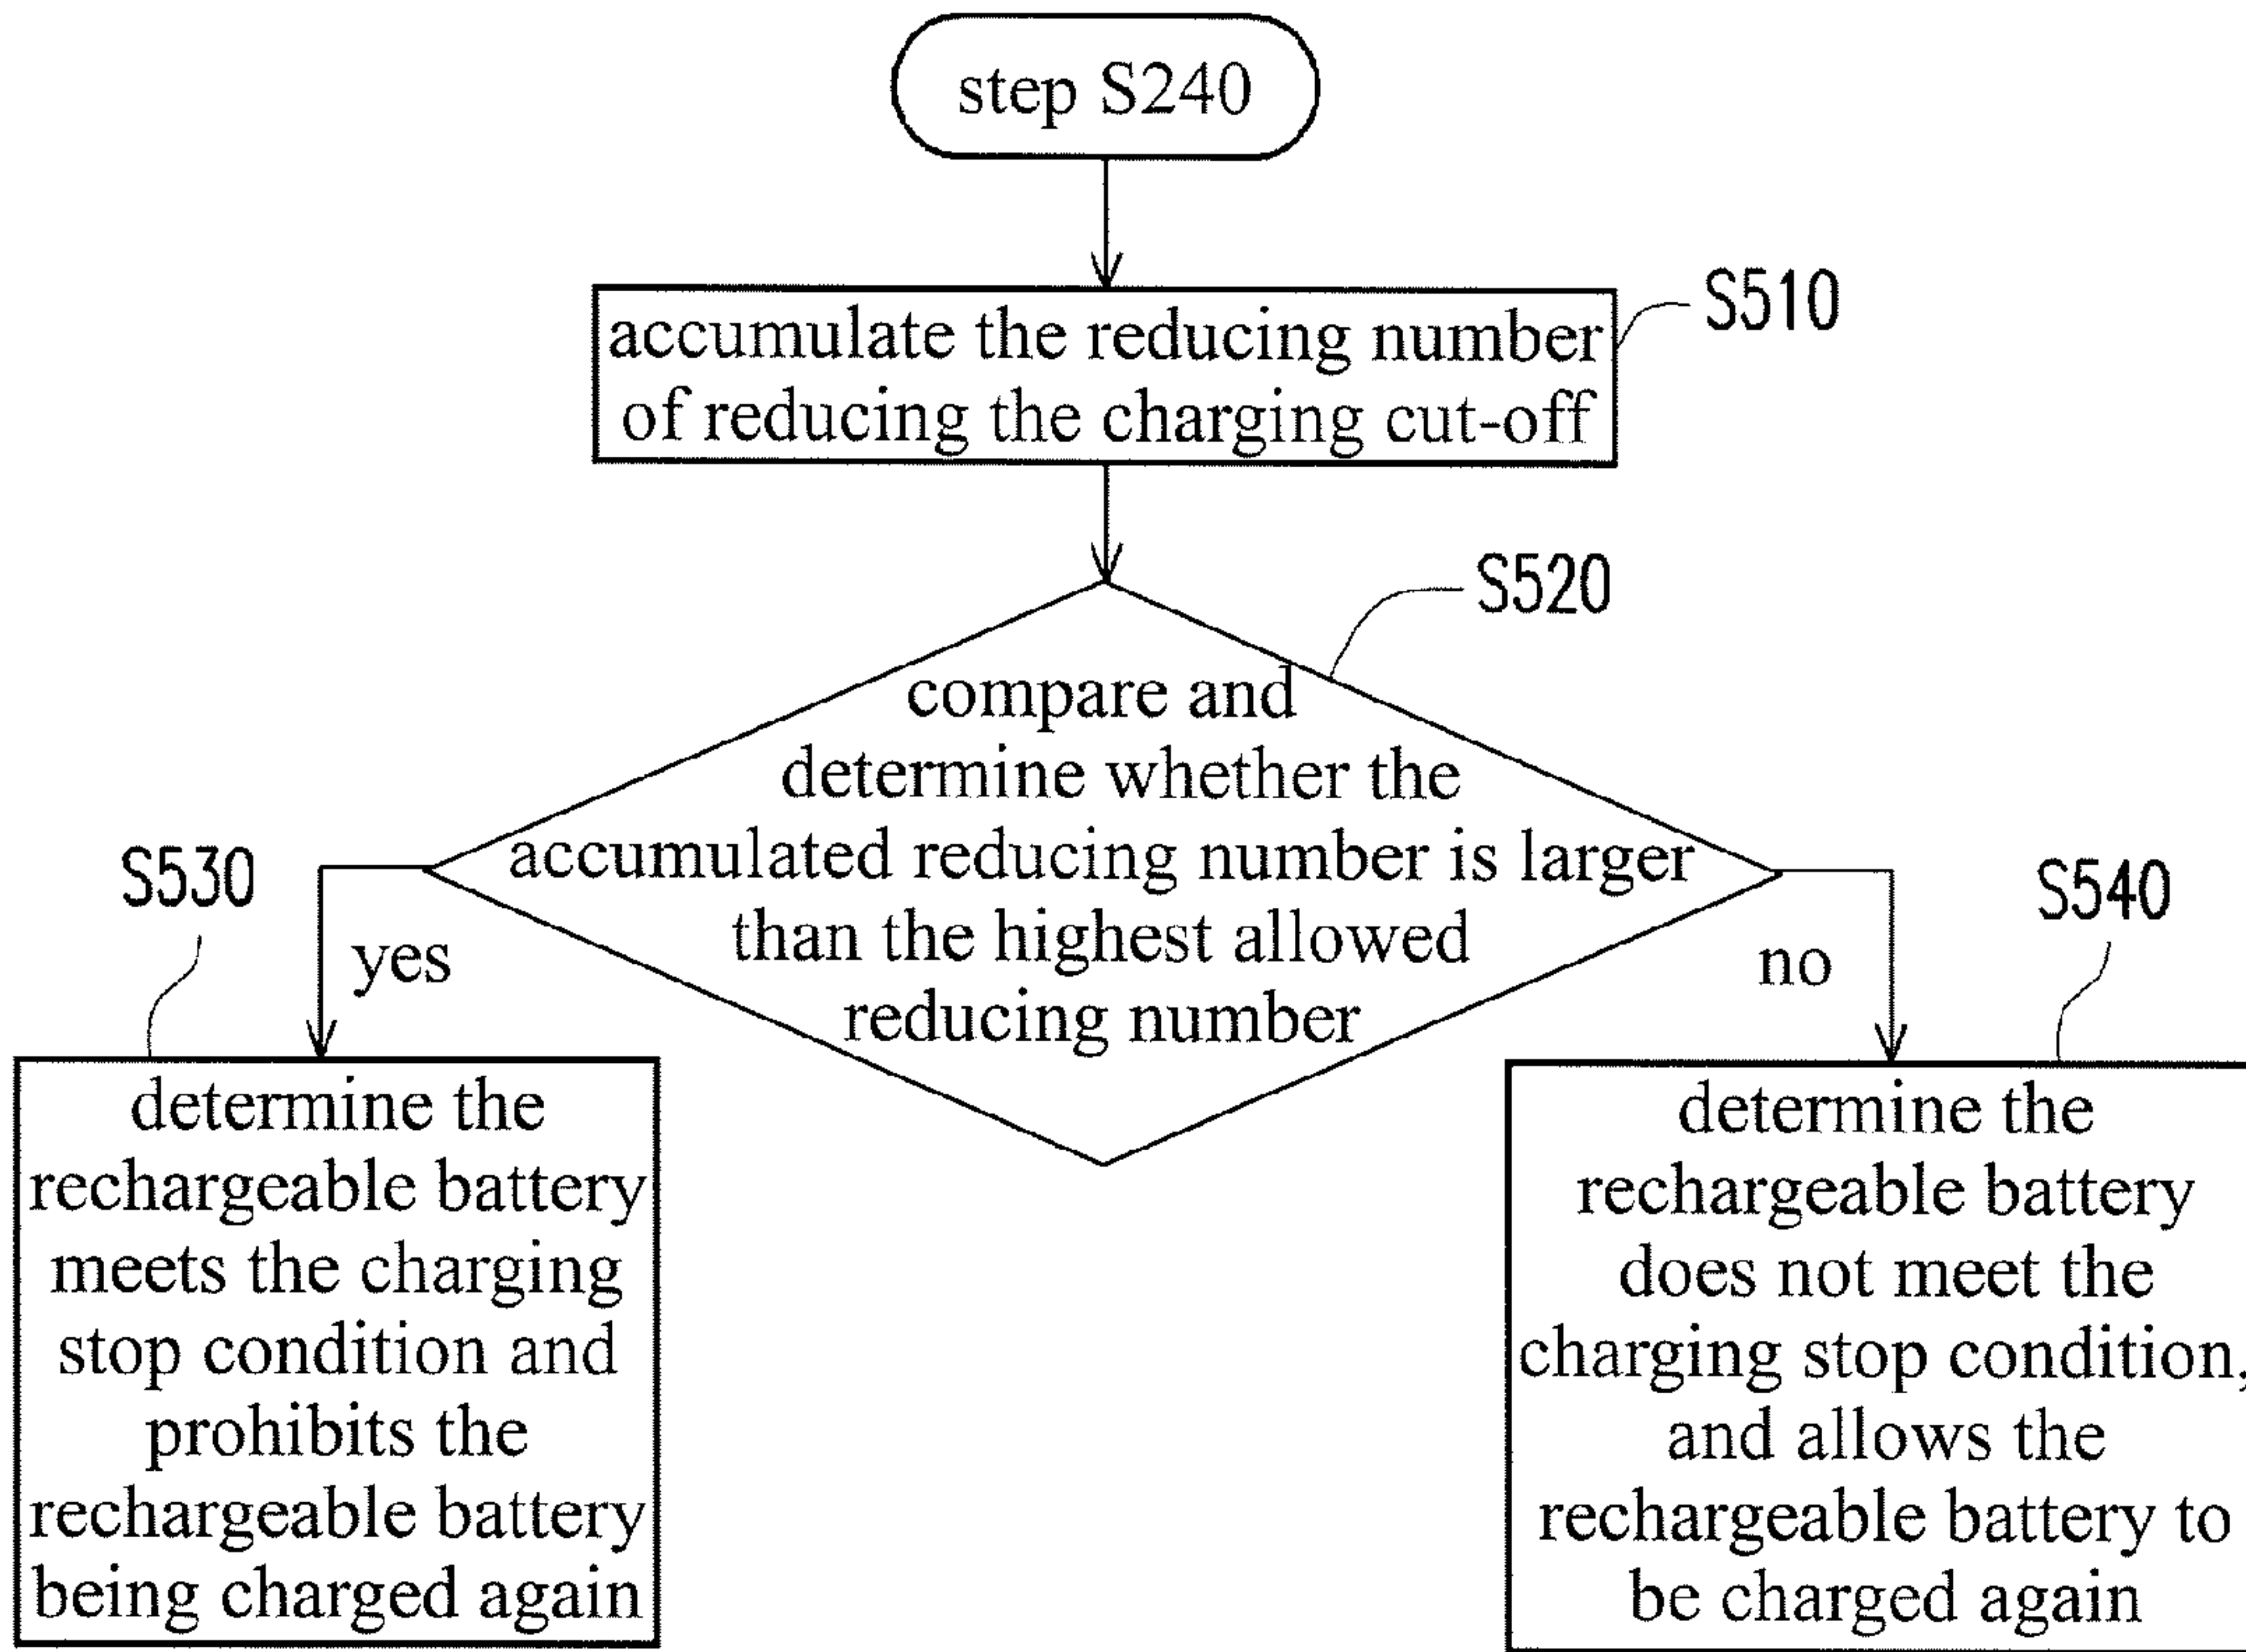 step S240
S510
accumulate the reducing number
of reducing the charging cut-off
S520
compare and
determine whether the
accumulated reducing number is larger
than the highest allowed
reducing number
S530
yes
no
S540
determine the
rechargeable battery
meets the charging
stop condition and
prohibits the
rechargeable battery
being charged again
determine the
rechargeable battery
does not meet the
charging stop condition,
and allows the
rechargeable battery to
be charged again